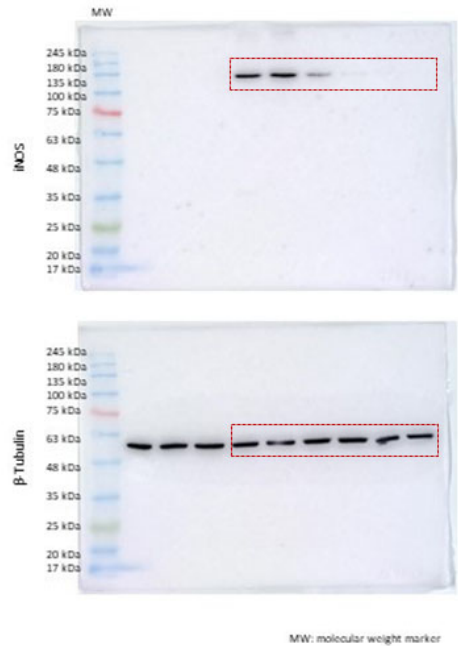 MW
245 kDa
180 kDa
135 kDa
100 kDa
75 kDa
63 kDa
48 kDa
35 kDa
25 kDa
20 kDa
17 kDa
iNOS
245 kDa
180 kDa
135 kDa
100 kDa
75 kDa
63 kDa
48 kDa
35 kDa
25 kDa
20 kDa
17 kDa
β-Tubulin
MW: molecular weight marker